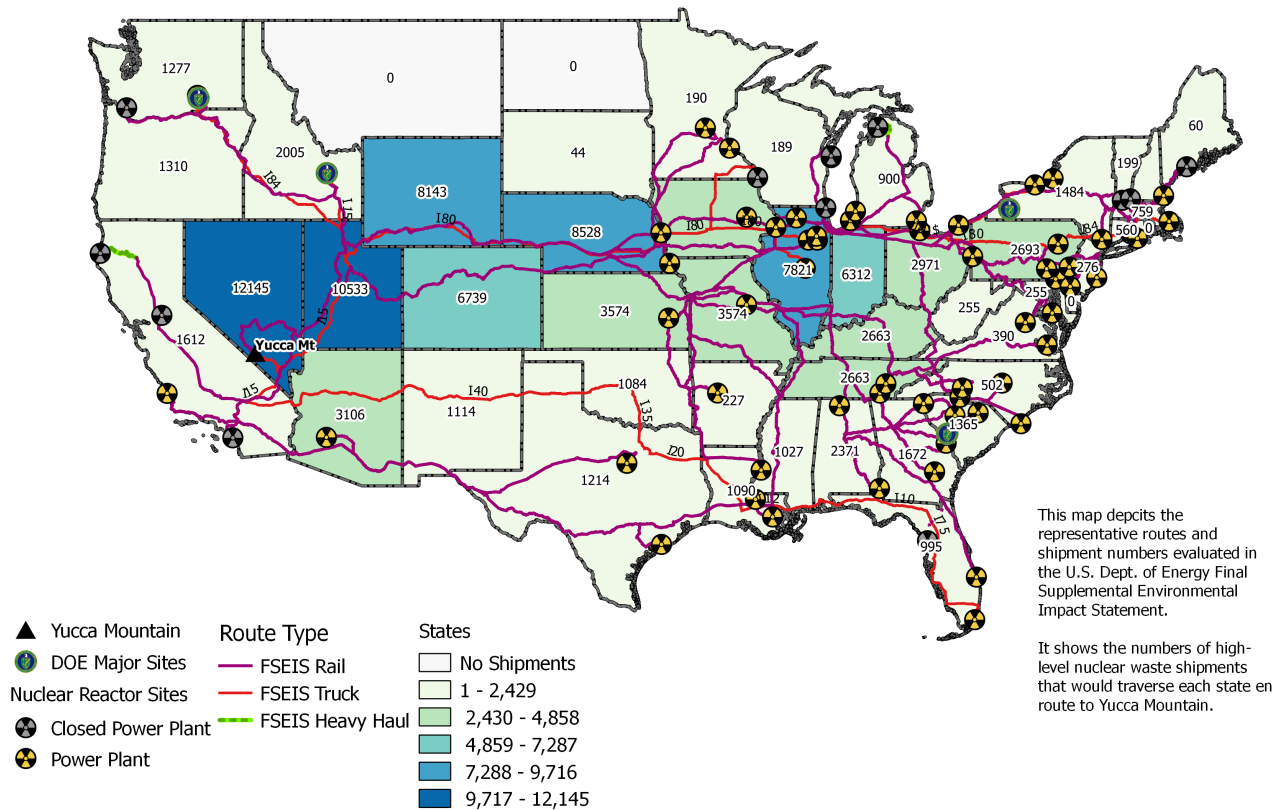 1277
0
0
190
60
189
1310
2005
I84
44
900
199
1484
I15
8143
I80
759
8528
I80
I84
560
0
2693
12145
10533
6739
7821
6312
2971
276
255
255
0
I15
3574
3574
2663
390
Yucca Mt
1612
I15
I40
1084
227
2663
502
3106
1114
I35
1365
I20
1027
2371
1672
1214
1090
I12
I10
I75
995
This map depcits the
representative routes and
shipment numbers evaluated in
the U.S. Dept. of Energy Final
Supplemental Environmental
Impact Statement.
It shows the numbers of high-
level nuclear waste shipments
that would traverse each state en
route to Yucca Mountain.
Yucca Mountain
DOE Major Sites
Nuclear Reactor Sites
Closed Power Plant
Power Plant
Route Type
FSEIS Rail
FSEIS Truck
FSEIS Heavy Haul
States
No Shipments
1 - 2,429
2,430 - 4,858
4,859 - 7,287
7,288 - 9,716
9,717 - 12,145